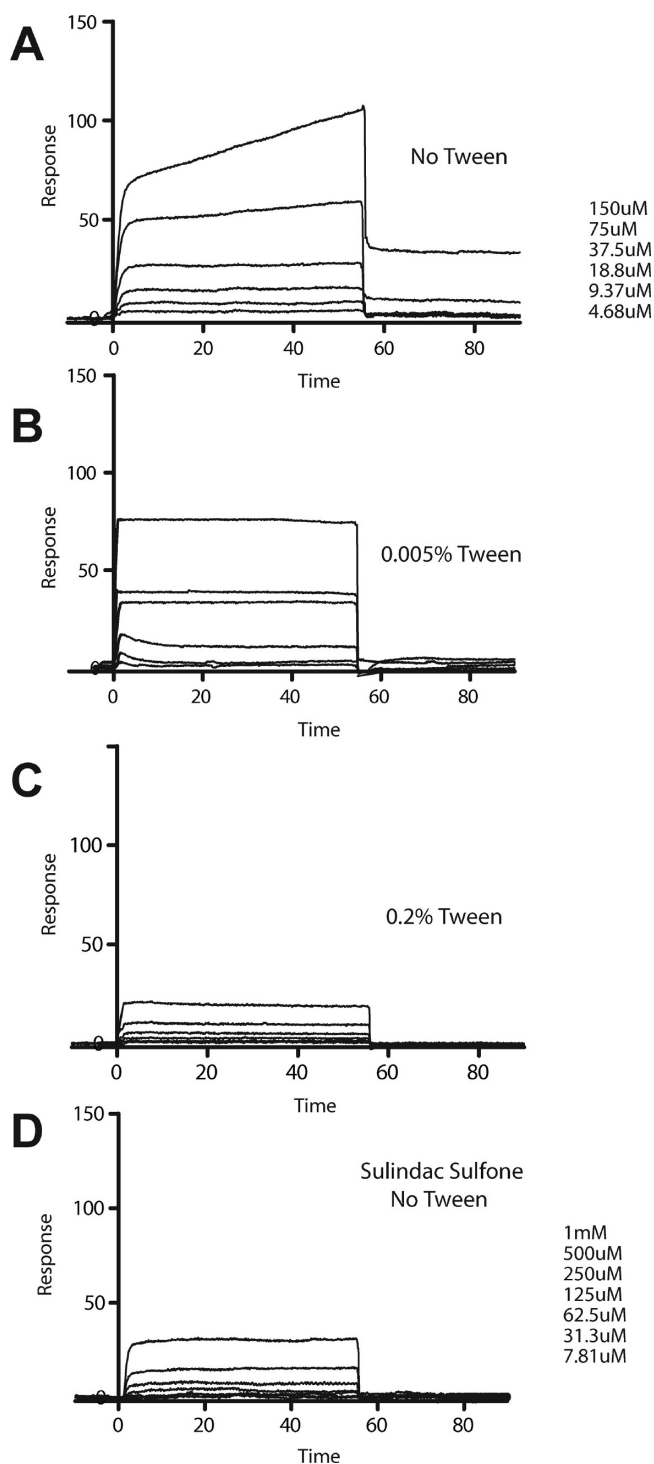 A
150
100
50
0
Response
No Tween
150uM
75uM
37.5uM
18.8uM
9.37uM
4.68uM
0 20 40 60 80
Time
B
150
100
50
0
Response
0.005% Tween
0 20 40 60 80
Time
C
100
50
0
Response
0.2% Tween
0 20 40 60 80
Time
D
150
100
50
0
Response
Sulindac Sulfone
No Tween
1mM
500uM
250uM
125uM
62.5uM
31.3uM
7.81uM
0 20 40 60 80
Time